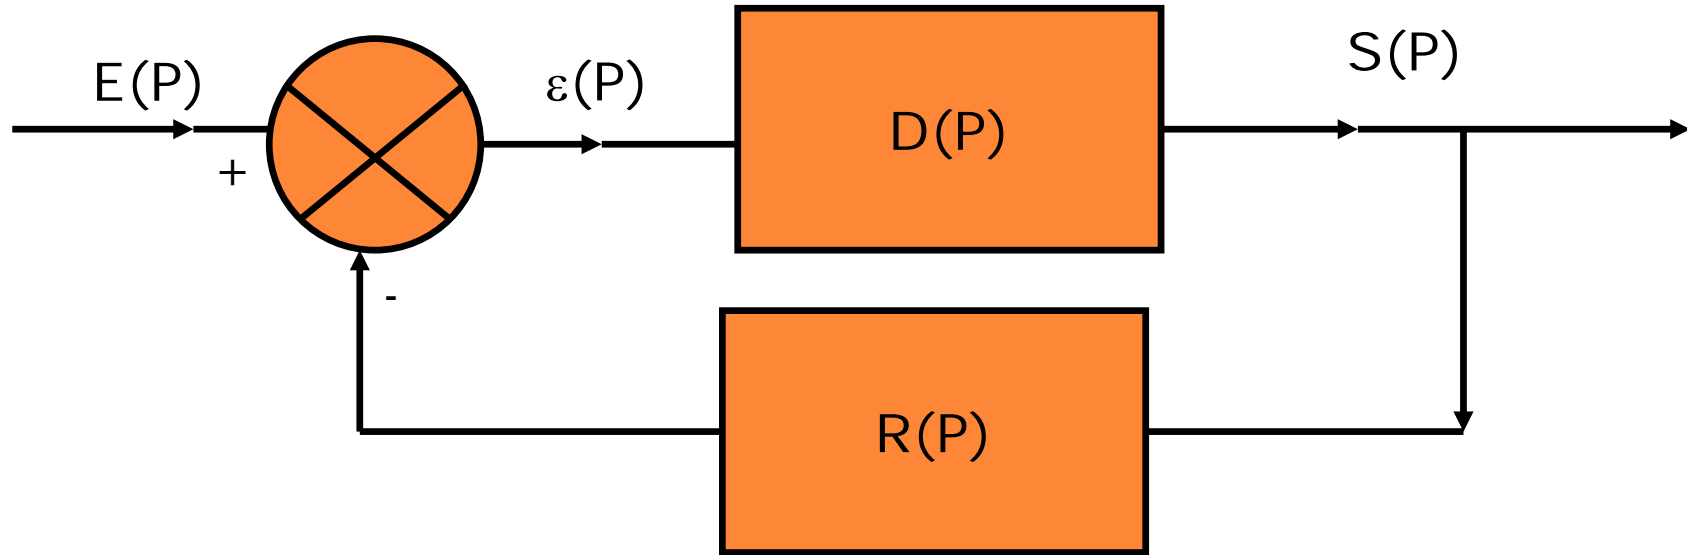 E(P)
+
ε(P)
D(P)
S(P)
-
R(P)